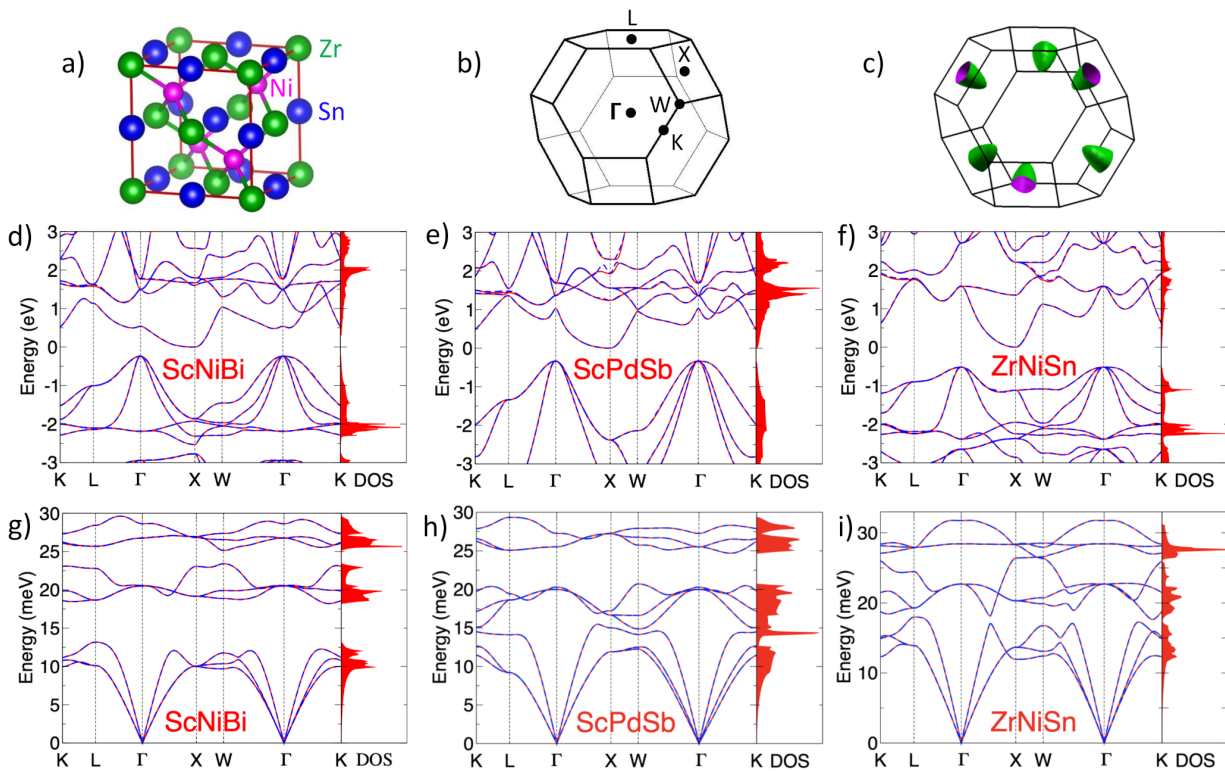 a)
Zr
Ni
Sn
b)
L
X
Γ
W
K
c)
d)
3
2
1
0
-1
-2
-3
Energy (eV)
ScNiBi
K L Γ X W Γ K DOS
e)
3
2
1
0
-1
-2
-3
Energy (eV)
ScPdSb
K L Γ X W Γ K DOS
f)
3
2
1
0
-1
-2
-3
Energy (eV)
ZrNiSn
K L Γ X W Γ K DOS
g)
30
25
20
15
10
5
0
Energy (meV)
ScNiBi
K L Γ X W Γ K DOS
h)
30
25
20
15
10
5
0
Energy (meV)
ScPdSb
K L Γ X W Γ K DOS
i)
30
20
10
0
Energy (meV)
ZrNiSn
K L Γ X W Γ K DOS